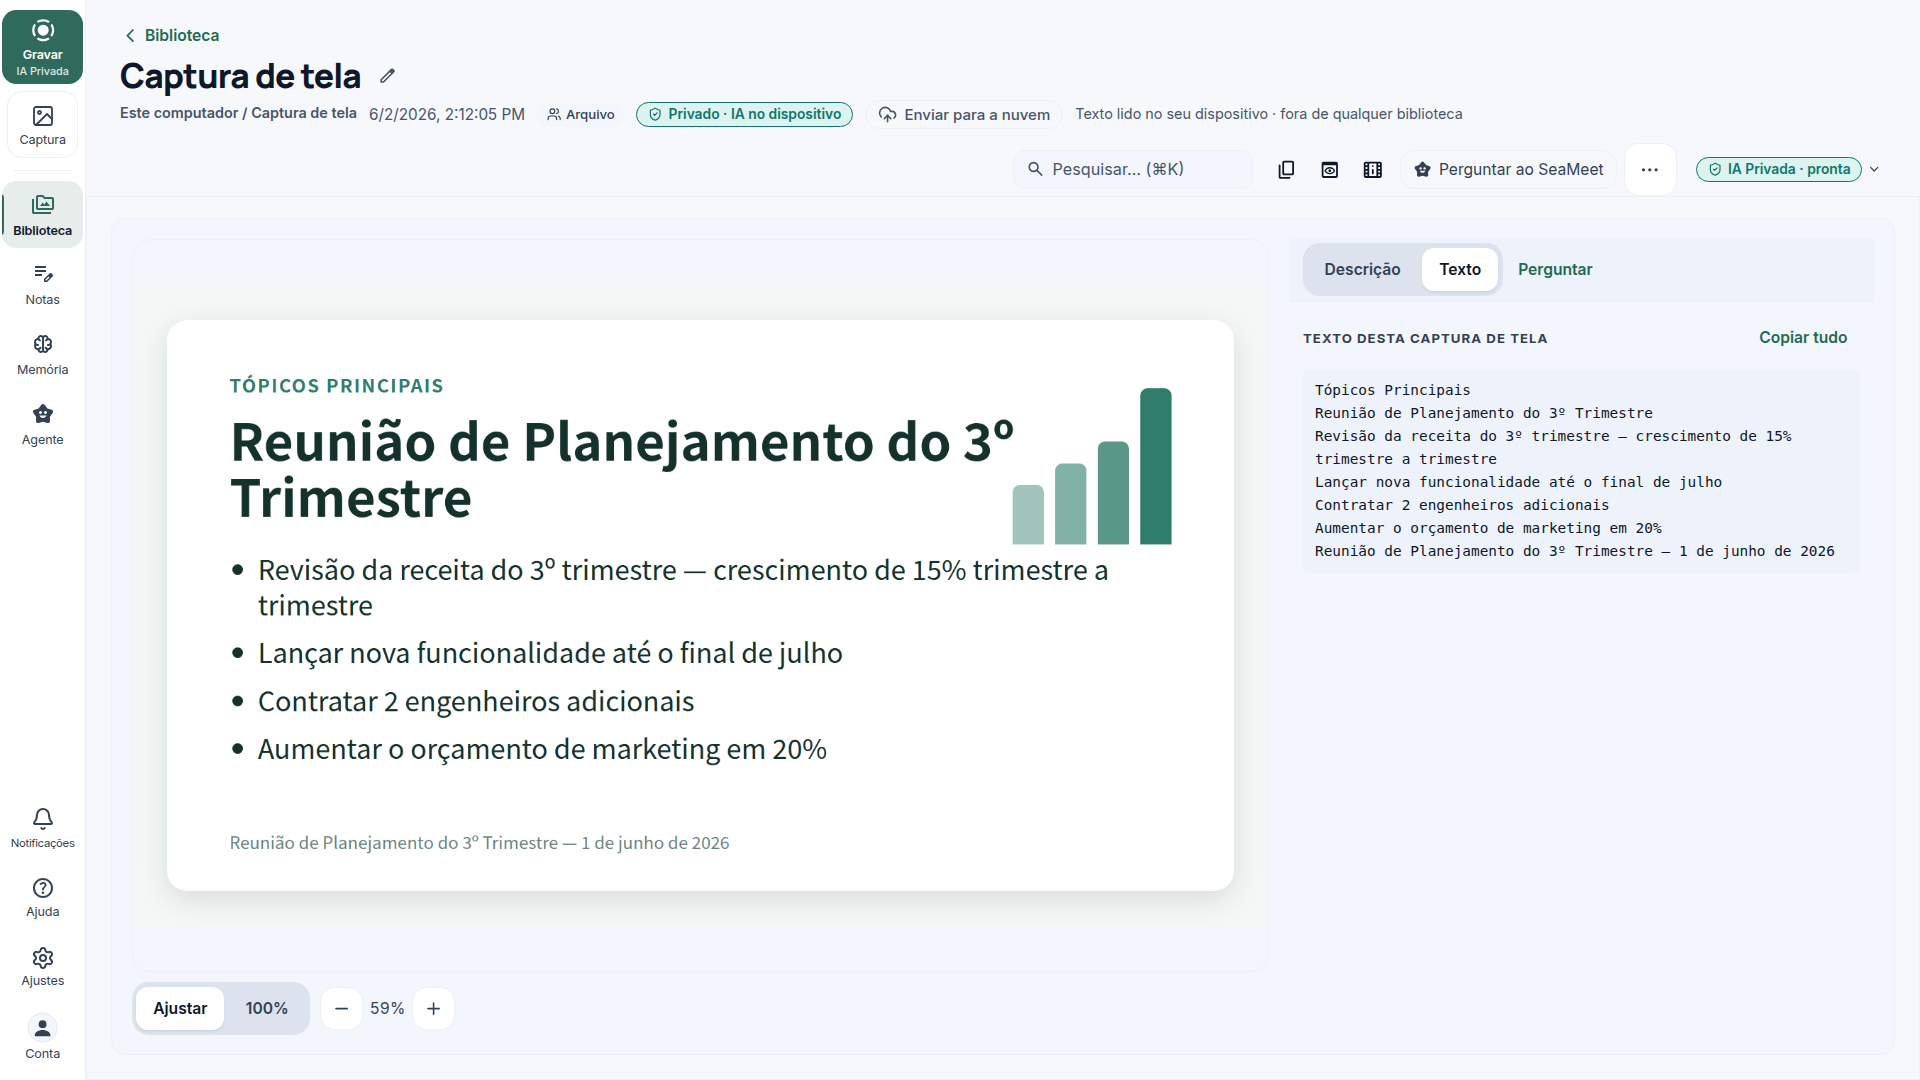 Gravar
IA Privada
Captura
Biblioteca
Notas
Memória
Agente
Notificações
Ajuda
Ajustes
Conta
Biblioteca
Captura de tela
Este computador / Captura de tela 6/2/2026, 2:12:05 PM Arquivo Privado · IA no dispositivo Enviar para a nuvem Texto lido no seu dispositivo · fora de qualquer biblioteca
Pesquisar... (⌘K) Perguntar ao SeaMeet IA Privada · pronta
TÓPICOS PRINCIPAIS
Reunião de Planejamento do 3º
Trimestre
• Revisão da receita do 3º trimestre — crescimento de 15% trimestre a
trimestre
• Lançar nova funcionalidade até o final de julho
• Contratar 2 engenheiros adicionais
• Aumentar o orçamento de marketing em 20%
Reunião de Planejamento do 3º Trimestre — 1 de junho de 2026
Ajustar 100% 59%
Descrição Texto Perguntar
TEXTO DESTA CAPTURA DE TELA Copiar tudo
Tópicos Principais
Reunião de Planejamento do 3º Trimestre
Revisão da receita do 3º trimestre — crescimento de 15%
trimestre a trimestre
Lançar nova funcionalidade até o final de julho
Contratar 2 engenheiros adicionais
Aumentar o orçamento de marketing em 20%
Reunião de Planejamento do 3º Trimestre — 1 de junho de 2026